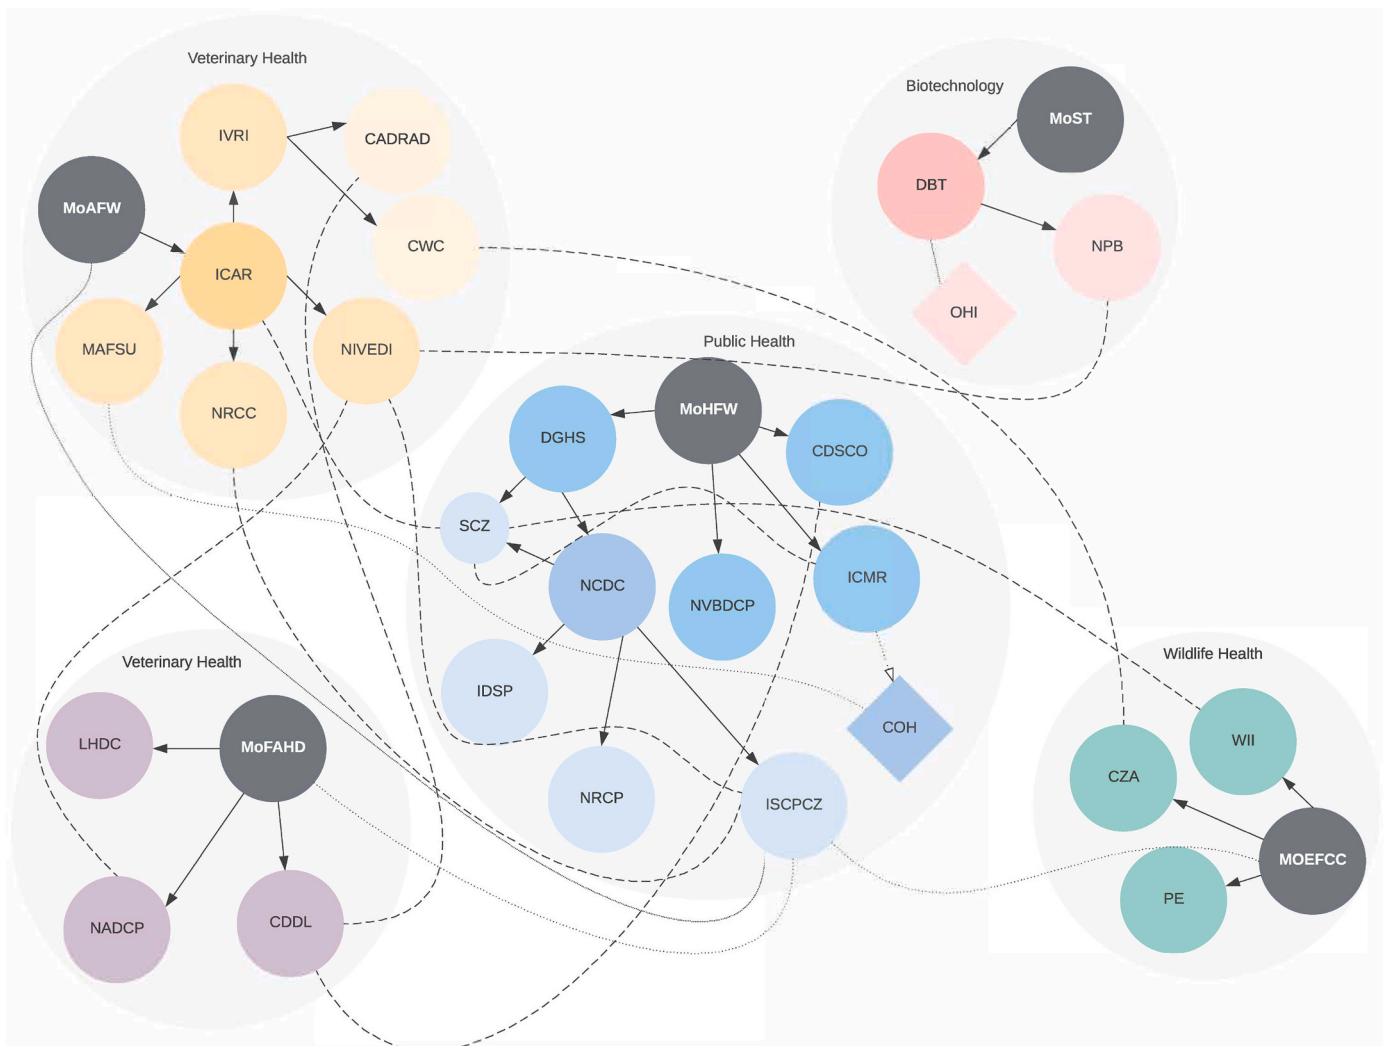 Veterinary Health
IVRI
CADRAD
MoAFW
CWC
ICAR
MAFSU
NIVEDI
NRCC
Biotechnology
MoST
DBT
NPB
OHI
Public Health
MoHFW
DGHS
CDSCO
SCZ
NCDC
NVBDCP
ICMR
IDSP
COH
NRCP
ISCPCZ
Veterinary Health
LHDC
MoFAHD
NADCP
CDDL
Wildlife Health
WII
CZA
MOEFCC
PE